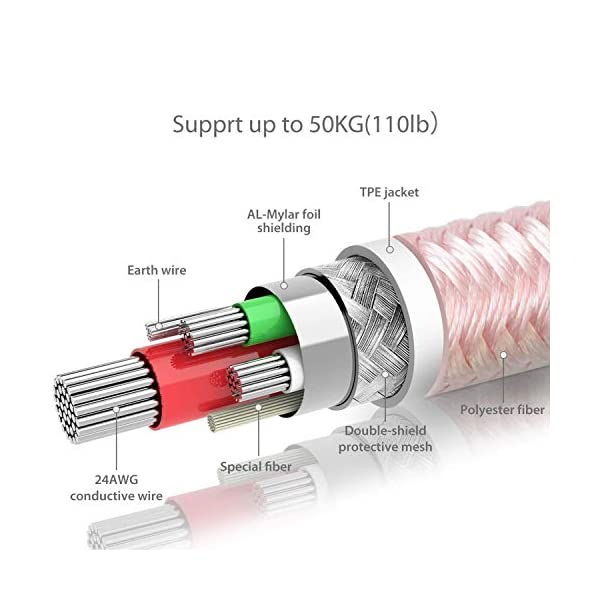 Supprt up to 50KG(110lb）
TPE jacket
AL-Mylar foil
shielding
Earth wire
Polyester fiber
Double-shield
protective mesh
Special fiber
24AWG
conductive wire